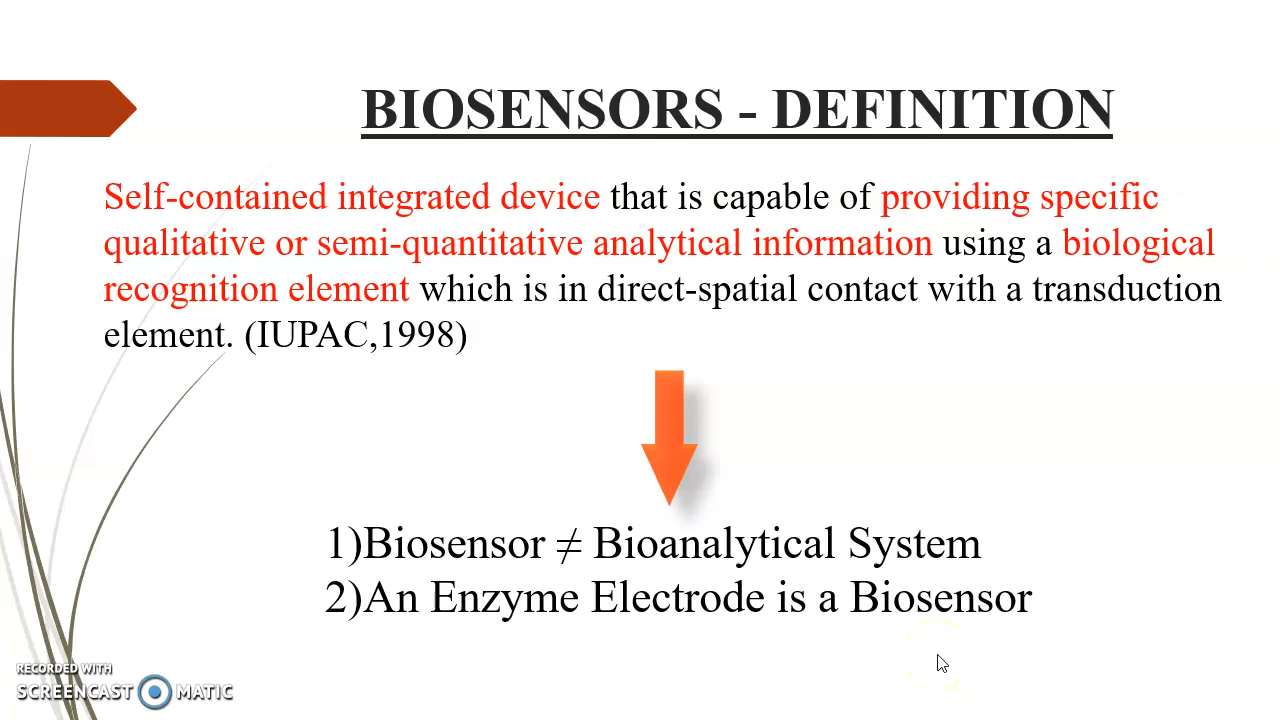 BIOSENSORS - DEFINITION
Self-contained integrated device that is capable of providing specific
qualitative or semi-quantitative analytical information using a biological
recognition element which is in direct-spatial contact with a transduction
element. (IUPAC,1998)
1)Biosensor ≠ Bioanalytical System
2)An Enzyme Electrode is a Biosensor
RECORDED WITH
SCREENCAST MATIC